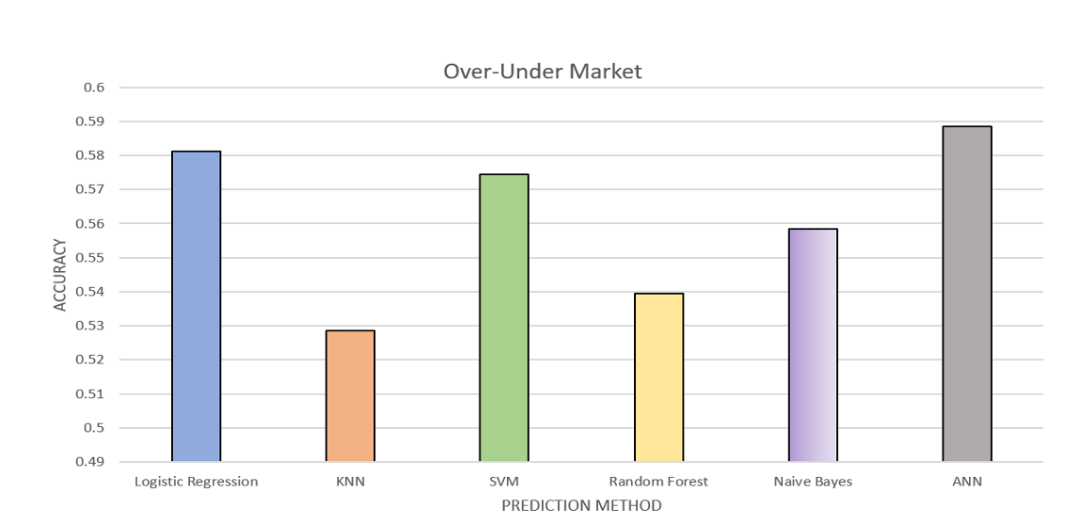 Over-Under Market
0.6
0.59
0.58
0.57
0.56
0.55
0.54
0.53
0.52
0.51
0.5
0.49
ACCURACY
Logistic Regression
KNN
SVM
Random Forest
Naive Bayes
ANN
PREDICTION METHOD